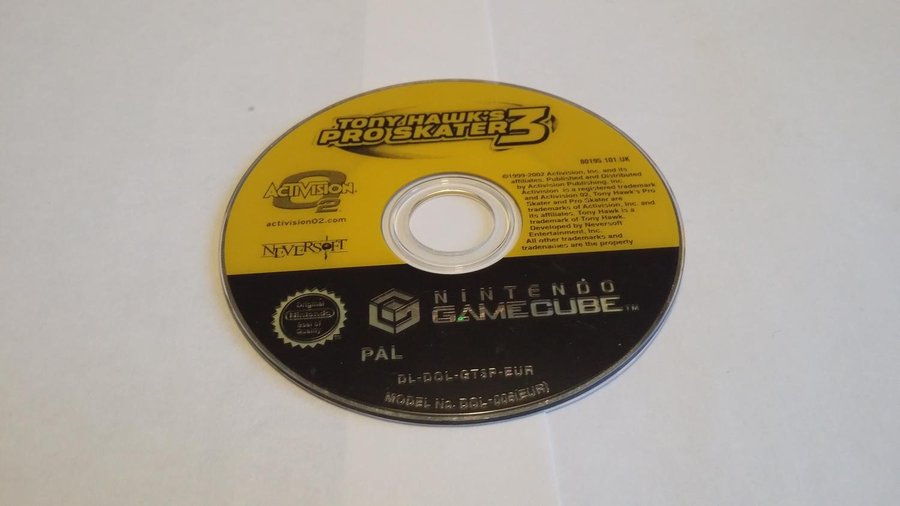 TONY HAWK'S
PRO SKATER 3
80195.101.UK
©1999-2002 Activision, Inc. and its
affiliates. Published and Distributed
by Activision Publishing, Inc.
Activision is a registered trademark
and Activision O2, Tony Hawk's Pro
Skater and Pro Skater are
trademarks of Activision, Inc. and
its affiliates. Tony Hawk is a
trademark of Tony Hawk.
Developed by Neversoft
Entertainment, Inc.
All other trademarks and
tradenames are the property
ACTIVISION
O2
activisionO2.com
NEVERSOFT
Original
Nintendo
Seal of
Quality
NINTENDO
GAMECUBE™
PAL
DL-DOL-GT3P-EUR
MODEL No. DOL-006(EUR)